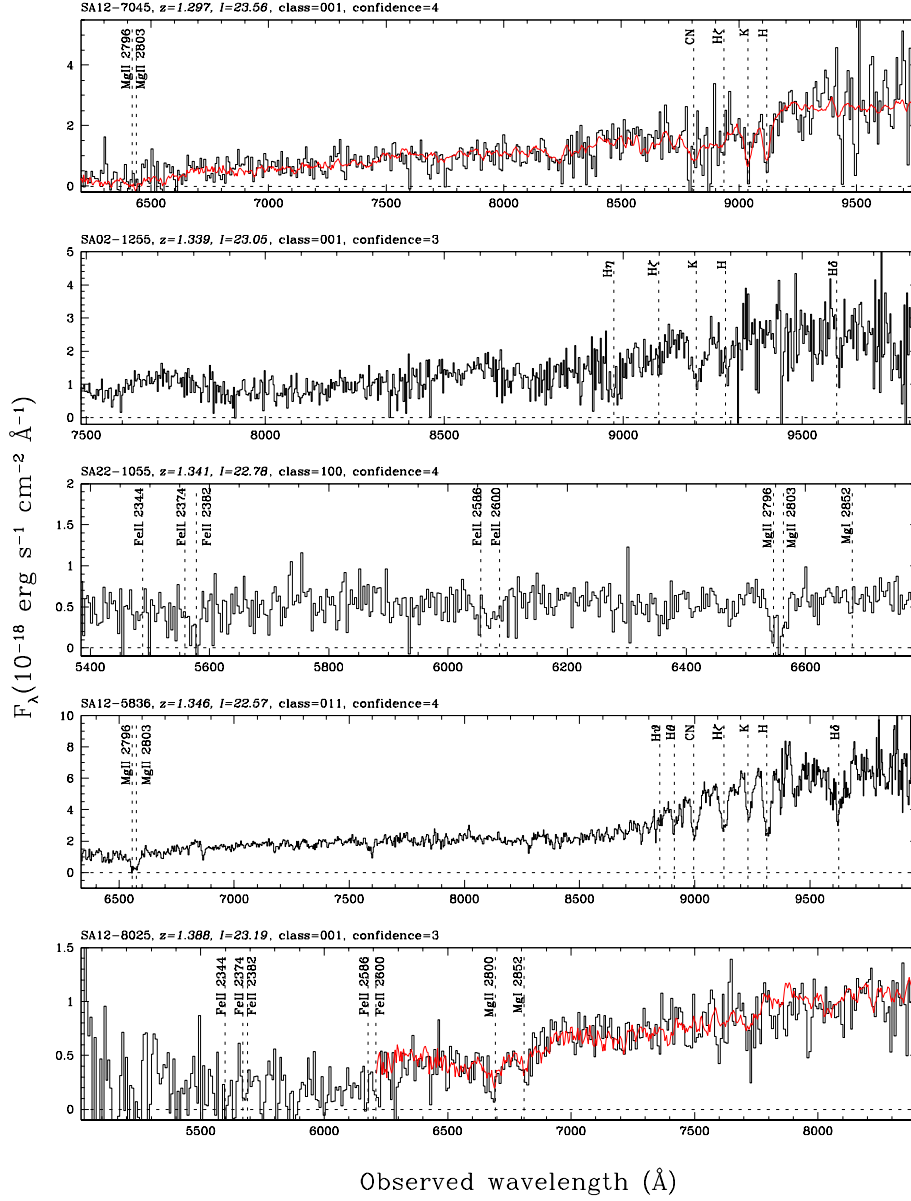 SA12-7045, z=1.297, I=23.56, class=001, confidence=4
MgII 2796
MgII 2803
CN
Hζ
K
H
4
2
0
6500
7000
7500
8000
8500
9000
9500
SA02-1255, z=1.339, I=23.05, class=001, confidence=3
Hη
Hζ
K
H
Hδ
5
4
3
2
1
0
7500
8000
8500
9000
9500
SA22-1055, z=1.341, I=22.78, class=100, confidence=4
FeII 2344
FeII 2374
FeII 2382
FeII 2586
FeII 2600
MgII 2796
MgII 2803
MgI 2852
2
1.5
1
0.5
0
5400
5600
5800
6000
6200
6400
6600
SA12-5836, z=1.346, I=22.57, class=011, confidence=4
MgII 2796
MgII 2803
Hθ
CN
Hζ
K
H
Hδ
10
8
6
4
2
0
6500
7000
7500
8000
8500
9000
9500
SA12-8025, z=1.388, I=23.19, class=001, confidence=3
FeII 2344
FeII 2374
FeII 2382
FeII 2586
FeII 2600
MgII 2800
MgI 2852
1.5
1
0.5
0
5500
6000
6500
7000
7500
8000
Fλ(10⁻¹⁸ erg s⁻¹ cm⁻² Å⁻¹)
Observed wavelength (Å)